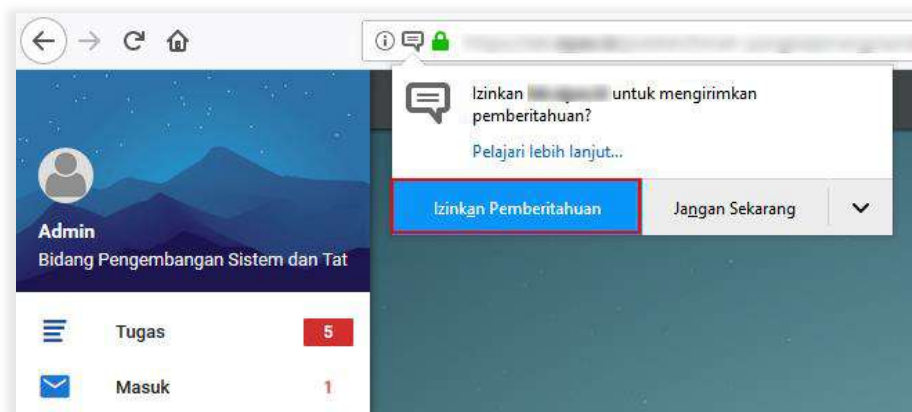 Izinkan untuk mengirimkan
pemberitahuan?
Pelajari lebih lanjut...
Izinkan Pemberitahuan
Jangan Sekarang
Admin
Bidang Pengembangan Sistem dan Tat
Tugas 5
Masuk 1